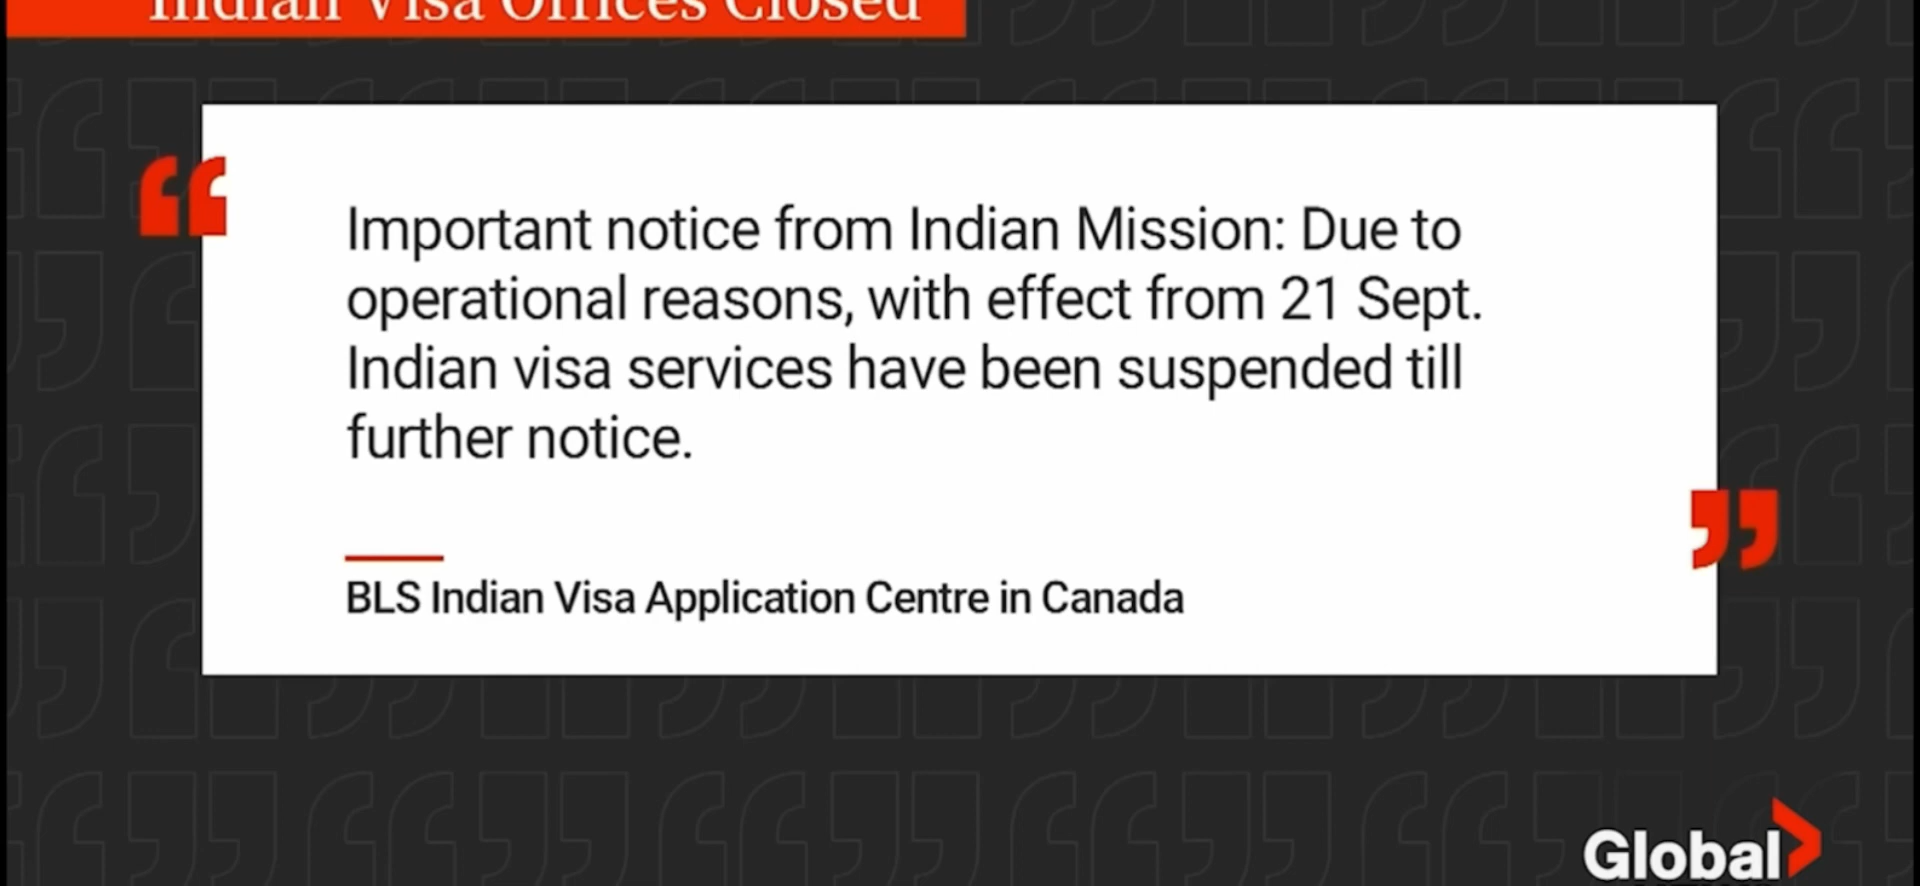 Indian Visa Offices Closed
“
Important notice from Indian Mission: Due to
operational reasons, with effect from 21 Sept.
Indian visa services have been suspended till
further notice.
”
BLS Indian Visa Application Centre in Canada
Global